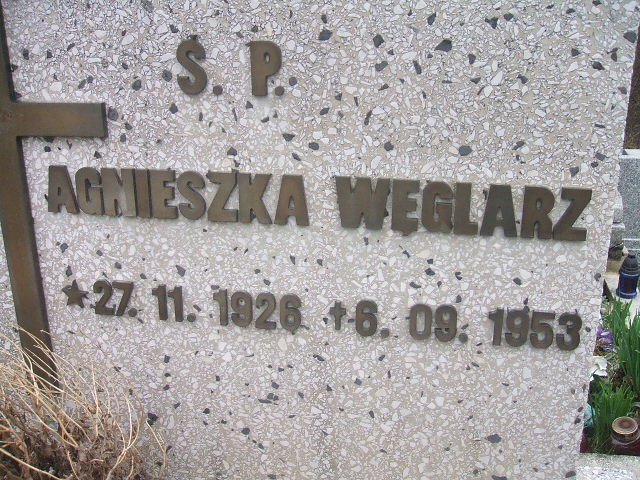 Ś. P.
AGNIESZKA WĘGLARZ
★27. 11. 1926 ✝6. 09. 1953